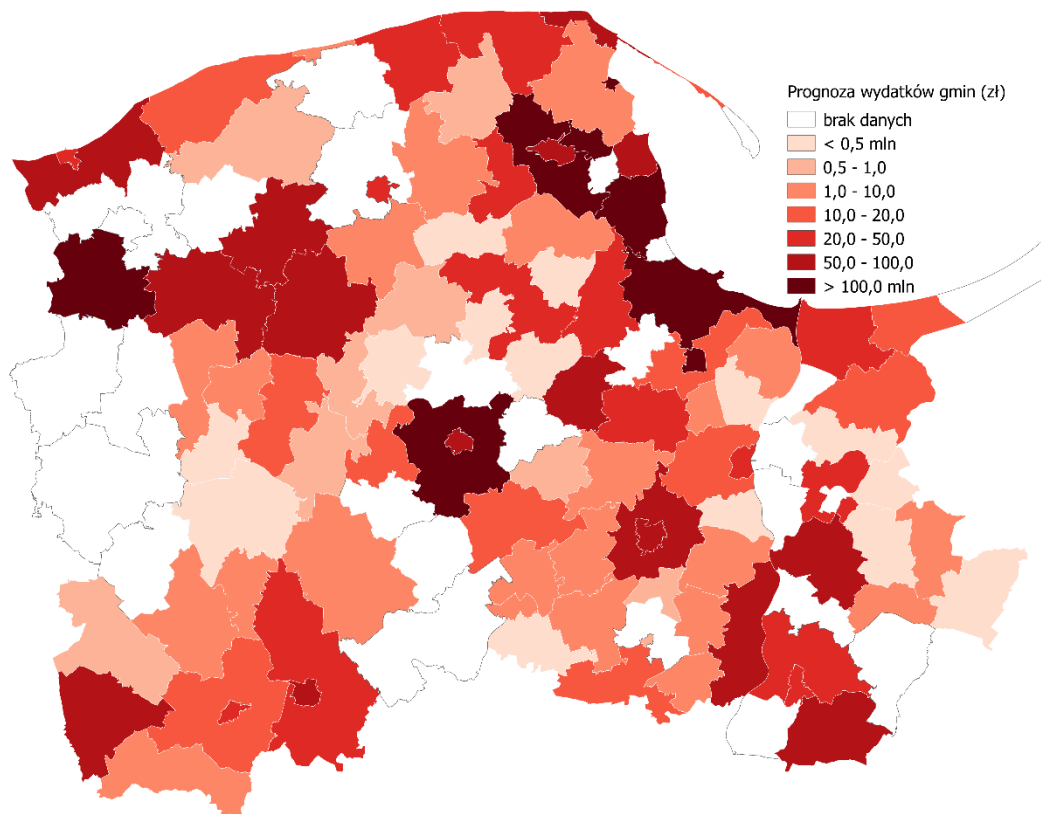 Prognoza wydatków gmin (zł)
brak danych
< 0,5 mln
0,5 - 1,0
1,0 - 10,0
10,0 - 20,0
20,0 - 50,0
50,0 - 100,0
> 100,0 mln